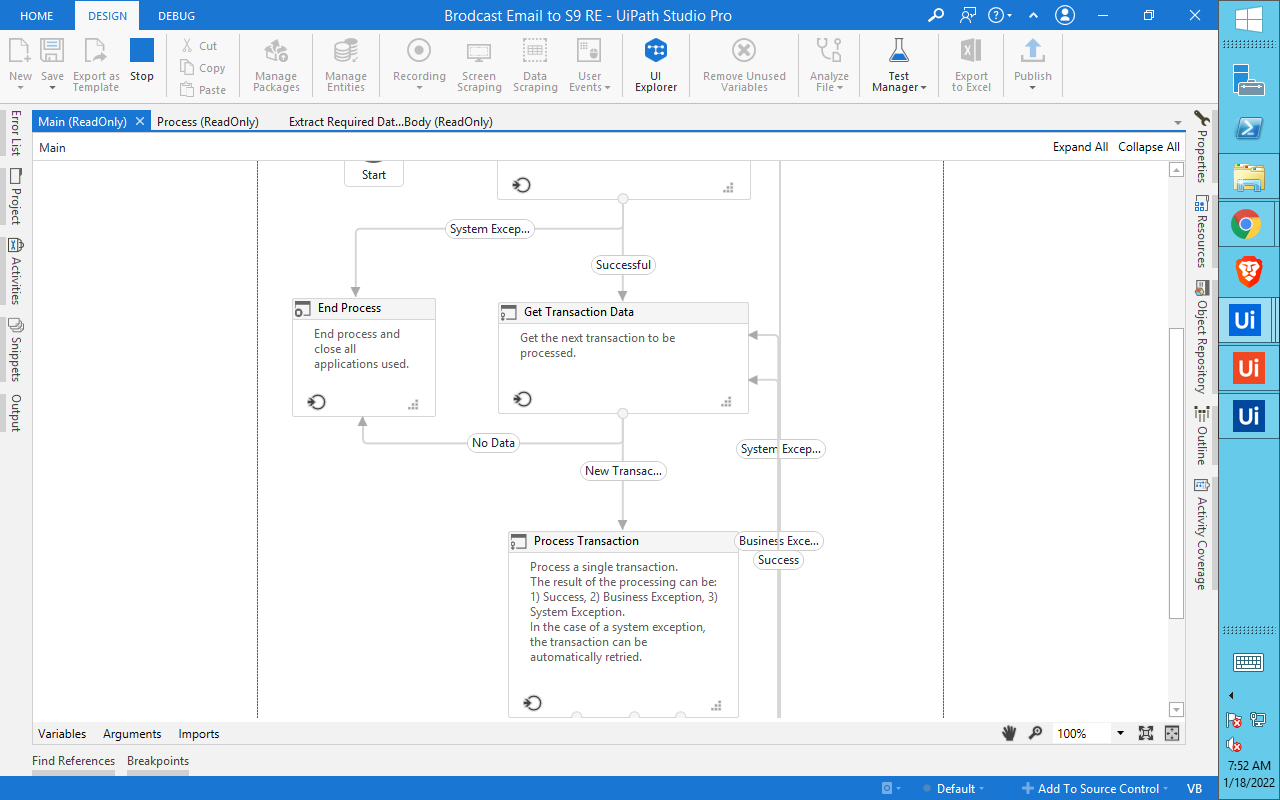 HOME
DESIGN
DEBUG
Brodcast Email to S9 RE - UiPath Studio Pro
New
Save
Export as
Template
Stop
Cut
Copy
Paste
Manage
Packages
Manage
Entities
Recording
Screen
Scraping
Data
Scraping
User
Events
UI
Explorer
Remove Unused
Variables
Analyze
File
Test
Manager
Export
to Excel
Publish
Main (ReadOnly)
Process (ReadOnly)
Extract Required Dat...Body (ReadOnly)
Main
Expand All
Collapse All
Error List
Project
Activities
Snippets
Output
Start
System Excep...
Successful
End Process
End process and
close all
applications used.
Get Transaction Data
Get the next transaction to be
processed.
No Data
New Transac...
System Excep...
Business Exce...
Success
Process Transaction
Process a single transaction.
The result of the processing can be:
1) Success, 2) Business Exception, 3)
System Exception.
In the case of a system exception,
the transaction can be
automatically retried.
Properties
Resources
Object Repository
Outline
Activity Coverage
Variables
Arguments
Imports
100%
Find References
Breakpoints
Default
Add To Source Control
VB
Ui
Ui
Ui
7:52 AM
1/18/2022